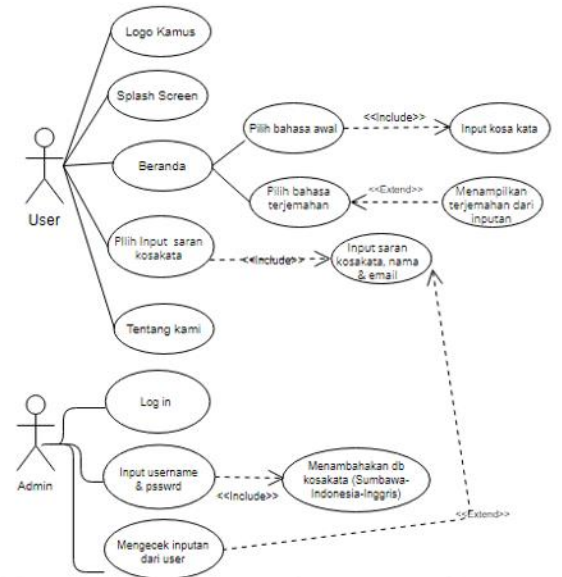 Logo Kamus
Splash Screen
Pilih bahasa awal
<<Include>>
Input kosa kata
Beranda
User
Pilih bahasa
terjemahan
<<Extend>>
Menampilkan
terjemahan dari
inputan
PIlih Input saran
kosakata
<<Include>>
Input saran
kosakata, nama
& email
Tentang kami
Log in
Admin
Input username
& psswrd
<<Include>>
Menambahakan db
kosakata (Sumbawa-
Indonesia-Inggris)
<<Extend>>
Mengecek inputan
dari user